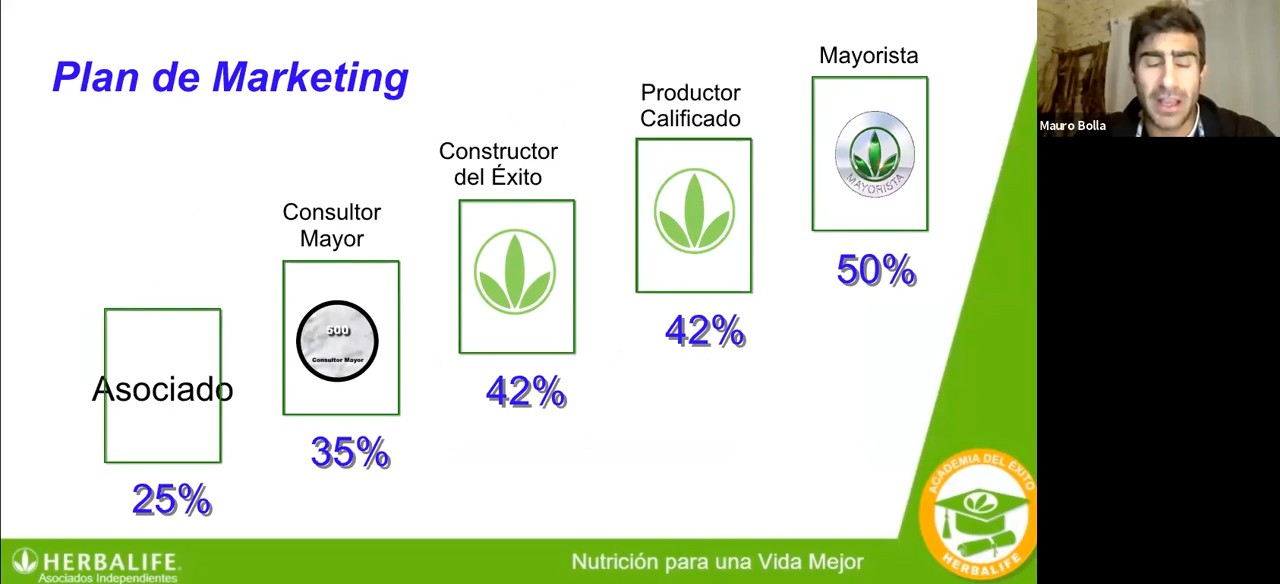 Plan de Marketing
Mayorista
MAYORISTA
50%
Productor
Calificado
42%
Constructor
del Éxito
42%
Consultor
Mayor
500
Consultor Mayor
35%
Asociado
25%
Mauro Bolla
ACADEMIA DEL ÉXITO
HERBALIFE
HERBALIFE.
Asociados Independientes
Nutrición para una Vida Mejor